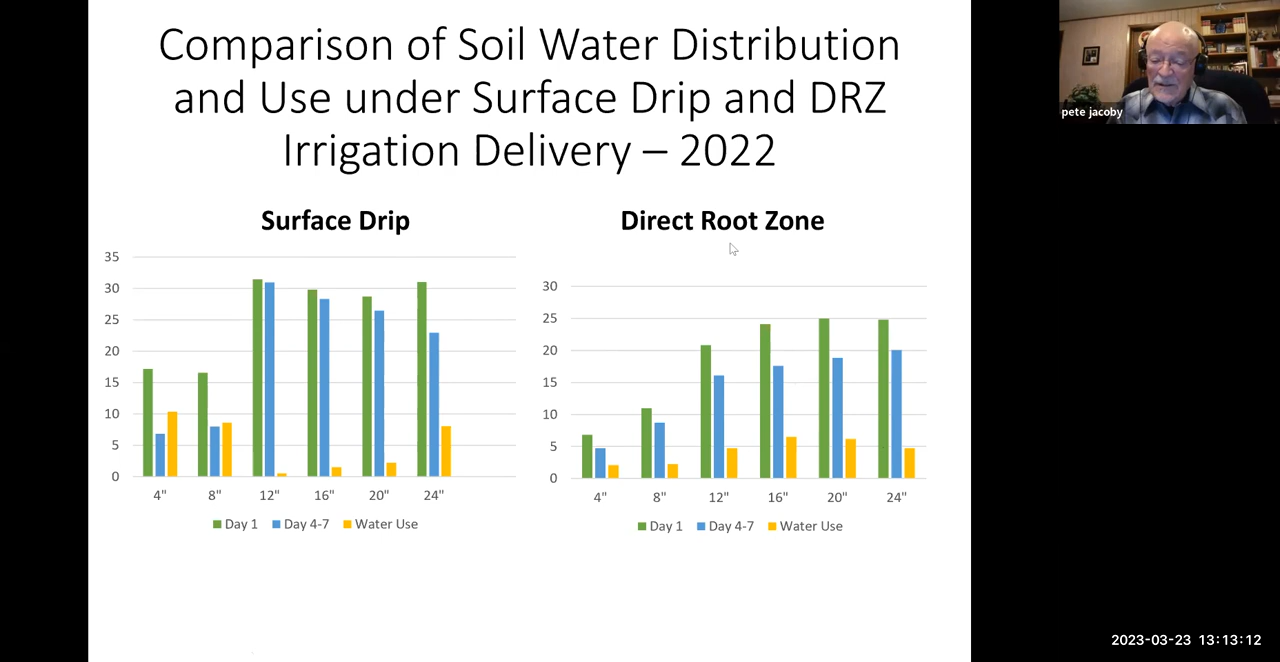 Comparison of Soil Water Distribution
and Use under Surface Drip and DRZ
Irrigation Delivery – 2022
pete jacoby
Surface Drip
35
30
25
20
15
10
5
0
4" 8" 12" 16" 20" 24"
Day 1 Day 4-7 Water Use
Direct Root Zone
30
25
20
15
10
5
0
4" 8" 12" 16" 20" 24"
Day 1 Day 4-7 Water Use
2023-03-23 13:13:12